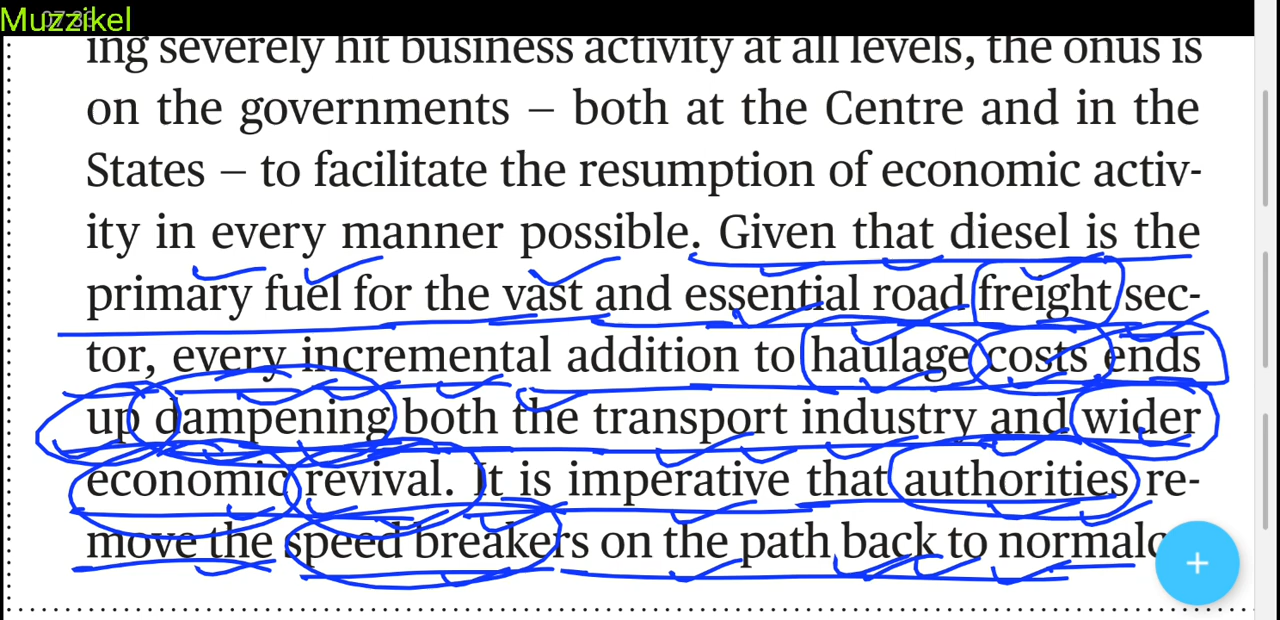 Muzzikel
ing severely hit business activity at all levels, the onus is
on the governments – both at the Centre and in the
States – to facilitate the resumption of economic activ-
ity in every manner possible. Given that diesel is the
primary fuel for the vast and essential road freight sec-
tor, every incremental addition to haulage costs ends
up dampening both the transport industry and wider
economic revival. It is imperative that authorities re-
move the speed breakers on the path back to